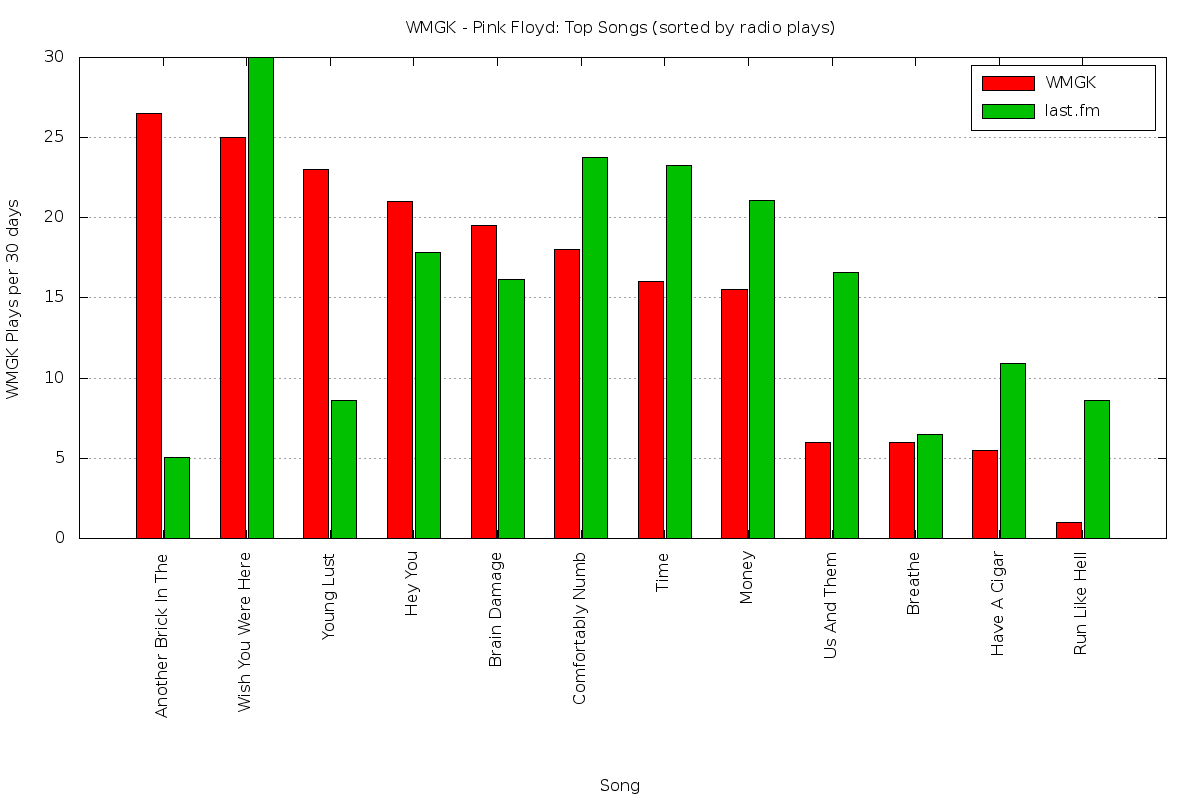 WMGK - Pink Floyd: Top Songs (sorted by radio plays)
WMGK
last.fm
WMGK Plays per 30 days
30
25
20
15
10
5
0
Another Brick In The
Wish You Were Here
Young Lust
Hey You
Brain Damage
Comfortably Numb
Time
Money
Us And Them
Breathe
Have A Cigar
Run Like Hell
Song